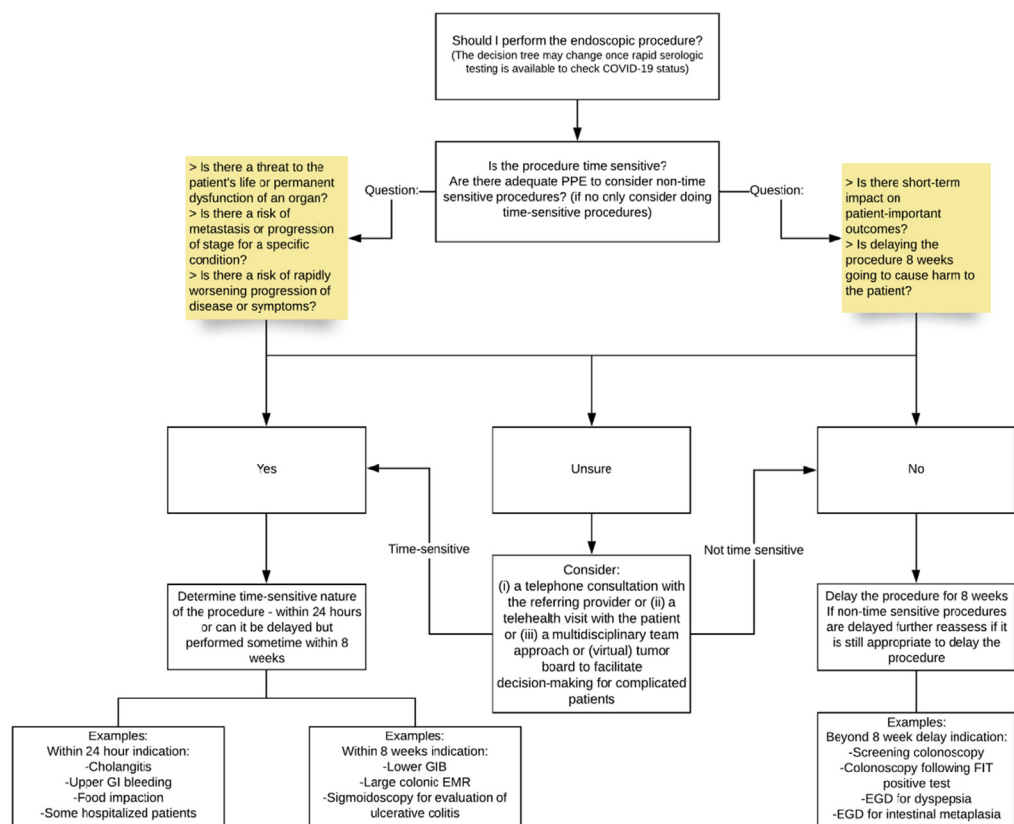 Should I perform the endoscopic procedure?
(The decision tree may change once rapid serologic
testing is available to check COVID-19 status)
Is the procedure time sensitive?
Are there adequate PPE to consider non-time
sensitive procedures? (if no only consider doing
time-sensitive procedures)
Question:
Question:
> Is there a threat to the
patient's life or permanent
dysfunction of an organ?
> Is there a risk of
metastasis or progression
of stage for a specific
condition?
> Is there a risk of rapidly
worsening progression of
disease or symptoms?
> Is there short-term
impact on
patient-important
outcomes?
> Is delaying the
procedure 8 weeks
going to cause harm to
the patient?
Yes
Unsure
No
Time-sensitive
Not time sensitive
Determine time-sensitive nature
of the procedure - within 24 hours
or can it be delayed but
performed sometime within 8
weeks
Consider:
(i) a telephone consultation with
the referring provider or (ii) a
telehealth visit with the patient
or (iii) a multidisciplinary team
approach or (virtual) tumor
board to facilitate
decision-making for complicated
patients
Delay the procedure for 8 weeks
If non-time sensitive procedures
are delayed further reassess if it
is still appropriate to delay the
procedure
Examples:
Within 24 hour indication:
-Cholangitis
-Upper GI bleeding
-Food impaction
-Some hospitalized patients
Examples:
Within 8 weeks indication:
-Lower GIB
-Large colonic EMR
-Sigmoidoscopy for evaluation of
ulcerative colitis
Examples:
Beyond 8 week delay indication:
-Screening colonoscopy
-Colonoscopy following FIT
positive test
-EGD for dyspepsia
-EGD for intestinal metaplasia